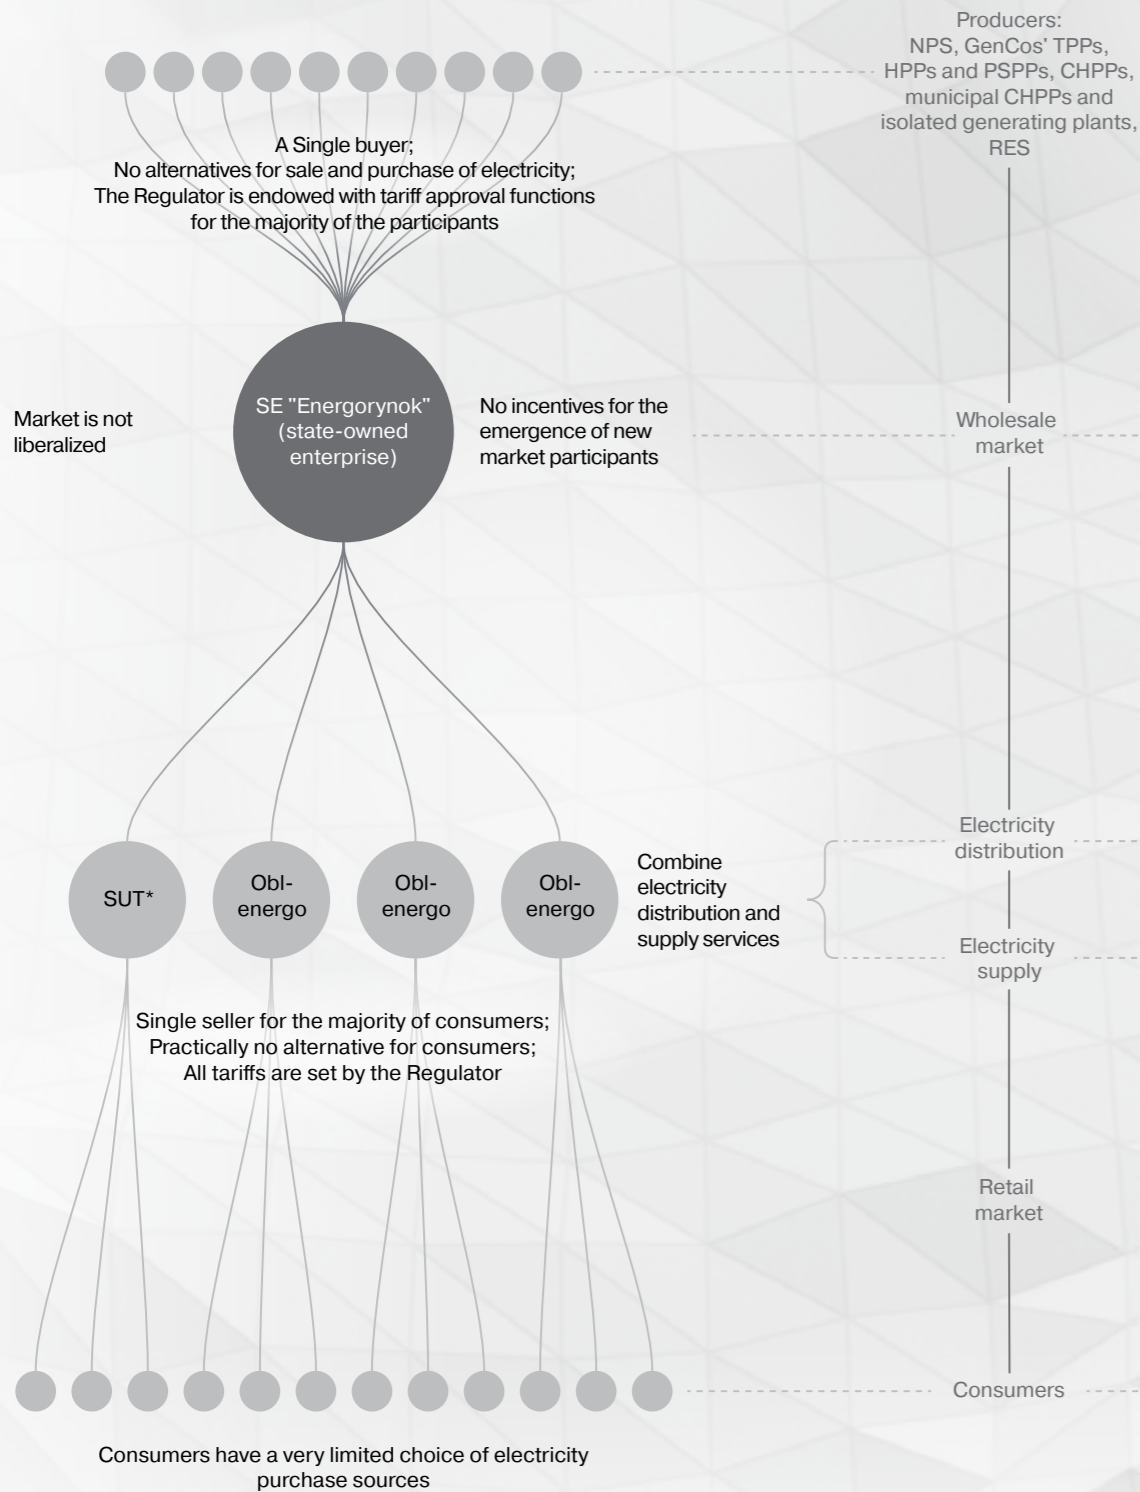 Producers:
NPS, GenCos' TPPs,
HPPs and PSPPs, CHPPs,
municipal CHPPs and
isolated generating plants,
RES
A Single buyer;
No alternatives for sale and purchase of electricity;
The Regulator is endowed with tariff approval functions
for the majority of the participants
Market is not
liberalized
SE "Energorynok"
(state-owned
enterprise)
No incentives for the
emergence of new
market participants
Wholesale
market
SUT*
Obl-
energo
Obl-
energo
Obl-
energo
Combine
electricity
distribution and
supply services
Electricity
distribution
Electricity
supply
Single seller for the majority of consumers;
Practically no alternative for consumers;
All tariffs are set by the Regulator
Retail
market
Consumers
Consumers have a very limited choice of electricity
purchase sources